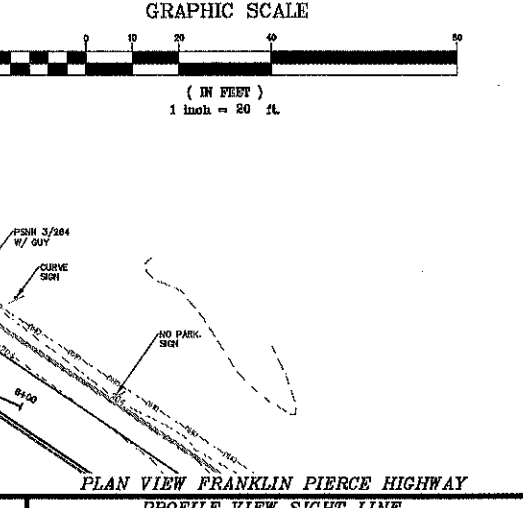 GRAPHIC SCALE
0 10 20 40 80
( IN FEET )
1 inch = 20 ft.
PSNH 3/264
W/ GUY
CURVE
SIGN
NO PARK.
SIGN
6+00
PLAN VIEW FRANKLIN PIERCE HIGHWAY
PROFILE VIEW SIGHT LINE